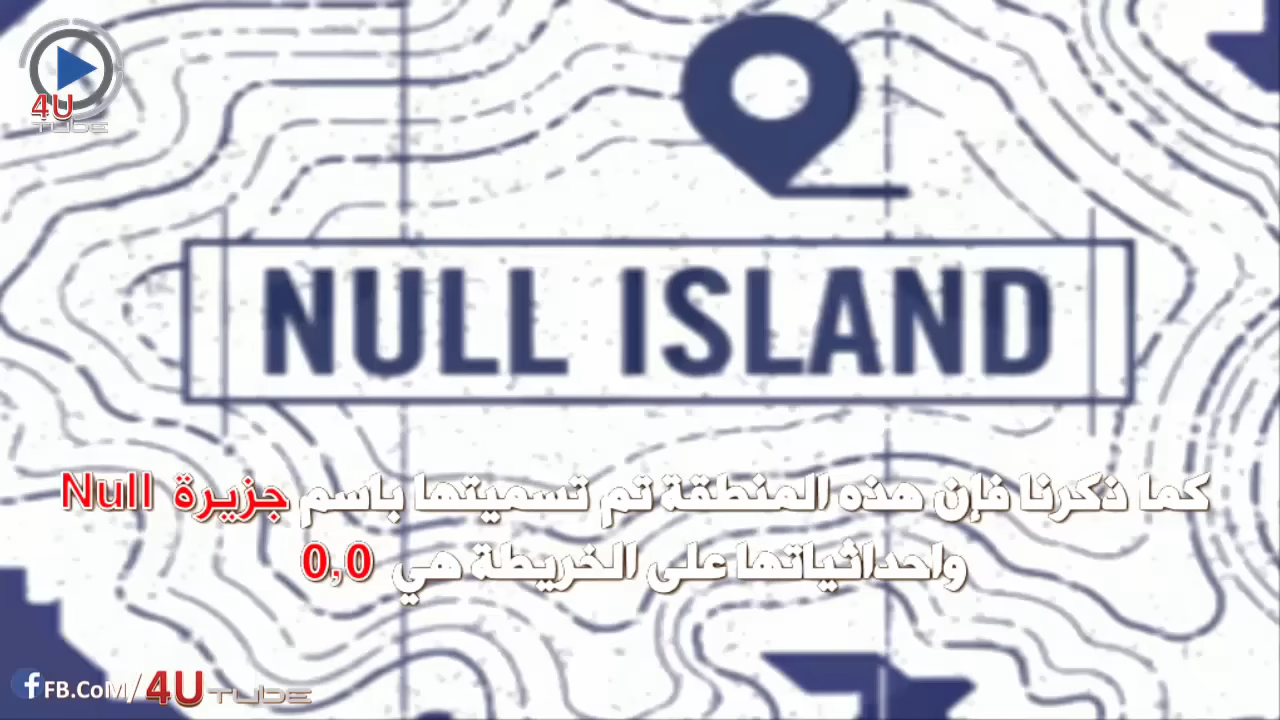 4U
TUBE
NULL ISLAND
كما ذكرنا فإن هذه المنطقة تم تسميتها باسم جزيرة Null
واحداثياتها على الخريطة هي 0,0
f FB.CoM/4U TUBE